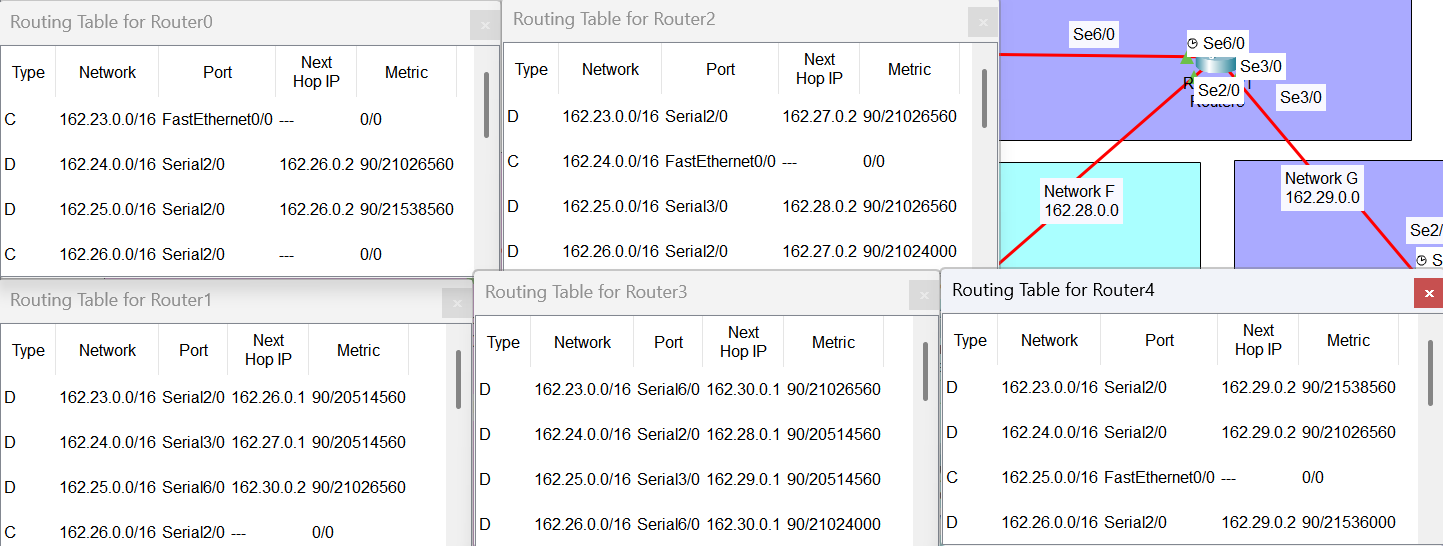 Routing Table for Router0
×
Type Network Port Next Hop IP Metric
C 162.23.0.0/16 FastEthernet0/0 --- 0/0
D 162.24.0.0/16 Serial2/0 162.26.0.2 90/21026560
D 162.25.0.0/16 Serial2/0 162.26.0.2 90/21538560
C 162.26.0.0/16 Serial2/0 --- 0/0
Routing Table for Router2
×
Type Network Port Next Hop IP Metric
D 162.23.0.0/16 Serial2/0 162.27.0.2 90/21026560
C 162.24.0.0/16 FastEthernet0/0 --- 0/0
D 162.25.0.0/16 Serial3/0 162.28.0.2 90/21026560
D 162.26.0.0/16 Serial2/0 162.27.0.2 90/21024000
Se6/0
Se6/0
Se3/0
Se2/0
Se3/0
Network F
162.28.0.0
Network G
162.29.0.0
Se2/
Routing Table for Router1
×
Type Network Port Next Hop IP Metric
D 162.23.0.0/16 Serial2/0 162.26.0.1 90/20514560
D 162.24.0.0/16 Serial3/0 162.27.0.1 90/20514560
D 162.25.0.0/16 Serial6/0 162.30.0.2 90/21026560
C 162.26.0.0/16 Serial2/0 --- 0/0
Routing Table for Router3
×
Type Network Port Next Hop IP Metric
D 162.23.0.0/16 Serial6/0 162.30.0.1 90/21026560
D 162.24.0.0/16 Serial2/0 162.28.0.1 90/20514560
D 162.25.0.0/16 Serial3/0 162.29.0.1 90/20514560
D 162.26.0.0/16 Serial6/0 162.30.0.1 90/21024000
Routing Table for Router4
×
Type Network Port Next Hop IP Metric
D 162.23.0.0/16 Serial2/0 162.29.0.2 90/21538560
D 162.24.0.0/16 Serial2/0 162.29.0.2 90/21026560
C 162.25.0.0/16 FastEthernet0/0 --- 0/0
D 162.26.0.0/16 Serial2/0 162.29.0.2 90/21536000